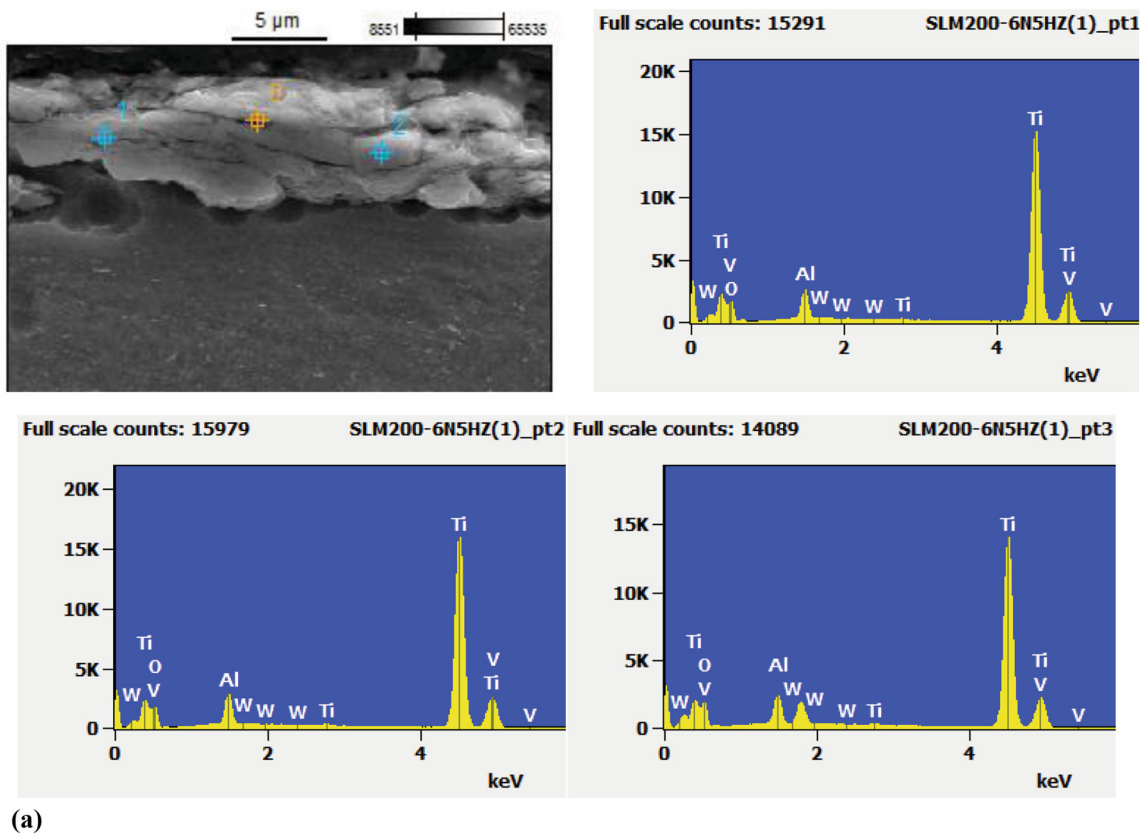 5 µm
8551 65535
1
2
Full scale counts: 15291 SLM200-6N5HZ(1)_pt1
20K
15K
10K
5K
0
Ti
Ti
V
O
W
Al
W
W
W
Ti
Ti
V
V
0 2 4
keV
Full scale counts: 15979 SLM200-6N5HZ(1)_pt2
20K
15K
10K
5K
0
Ti
Ti
O
V
W
Al
W
W
W
Ti
V
Ti
V
0 2 4
keV
Full scale counts: 14089 SLM200-6N5HZ(1)_pt3
15K
10K
5K
0
Ti
Ti
O
V
W
Al
W
W
W
Ti
Ti
V
V
0 2 4
keV
(a)